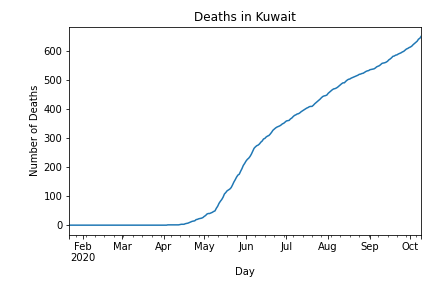 Deaths in Kuwait
Number of Deaths
600
500
400
300
200
100
0
Feb Mar Apr May Jun Jul Aug Sep Oct
2020
Day